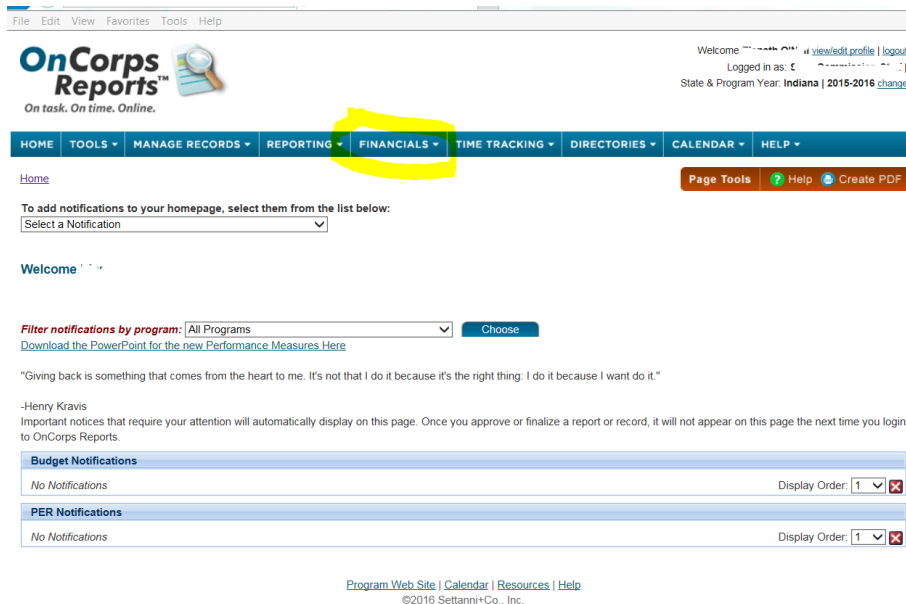 File Edit View Favorites Tools Help
OnCorps
Reports™
On task. On time. Online.
Welcome view/edit profile | logout
Logged in as:
State & Program Year: Indiana | 2015-2016 change
HOME TOOLS MANAGE RECORDS REPORTING FINANCIALS TIME TRACKING DIRECTORIES CALENDAR HELP
Home
Page Tools ? Help Create PDF
To add notifications to your homepage, select them from the list below:
Select a Notification
Welcome
Filter notifications by program: All Programs Choose
Download the PowerPoint for the new Performance Measures Here
"Giving back is something that comes from the heart to me. It's not that I do it because it's the right thing: I do it because I want do it."
-Henry Kravis
Important notices that require your attention will automatically display on this page. Once you approve or finalize a report or record, it will not appear on this page the next time you login
to OnCorps Reports.
Budget Notifications
No Notifications Display Order: 1
PER Notifications
No Notifications Display Order: 1
Program Web Site | Calendar | Resources | Help
©2016 Settanni+Co., Inc.